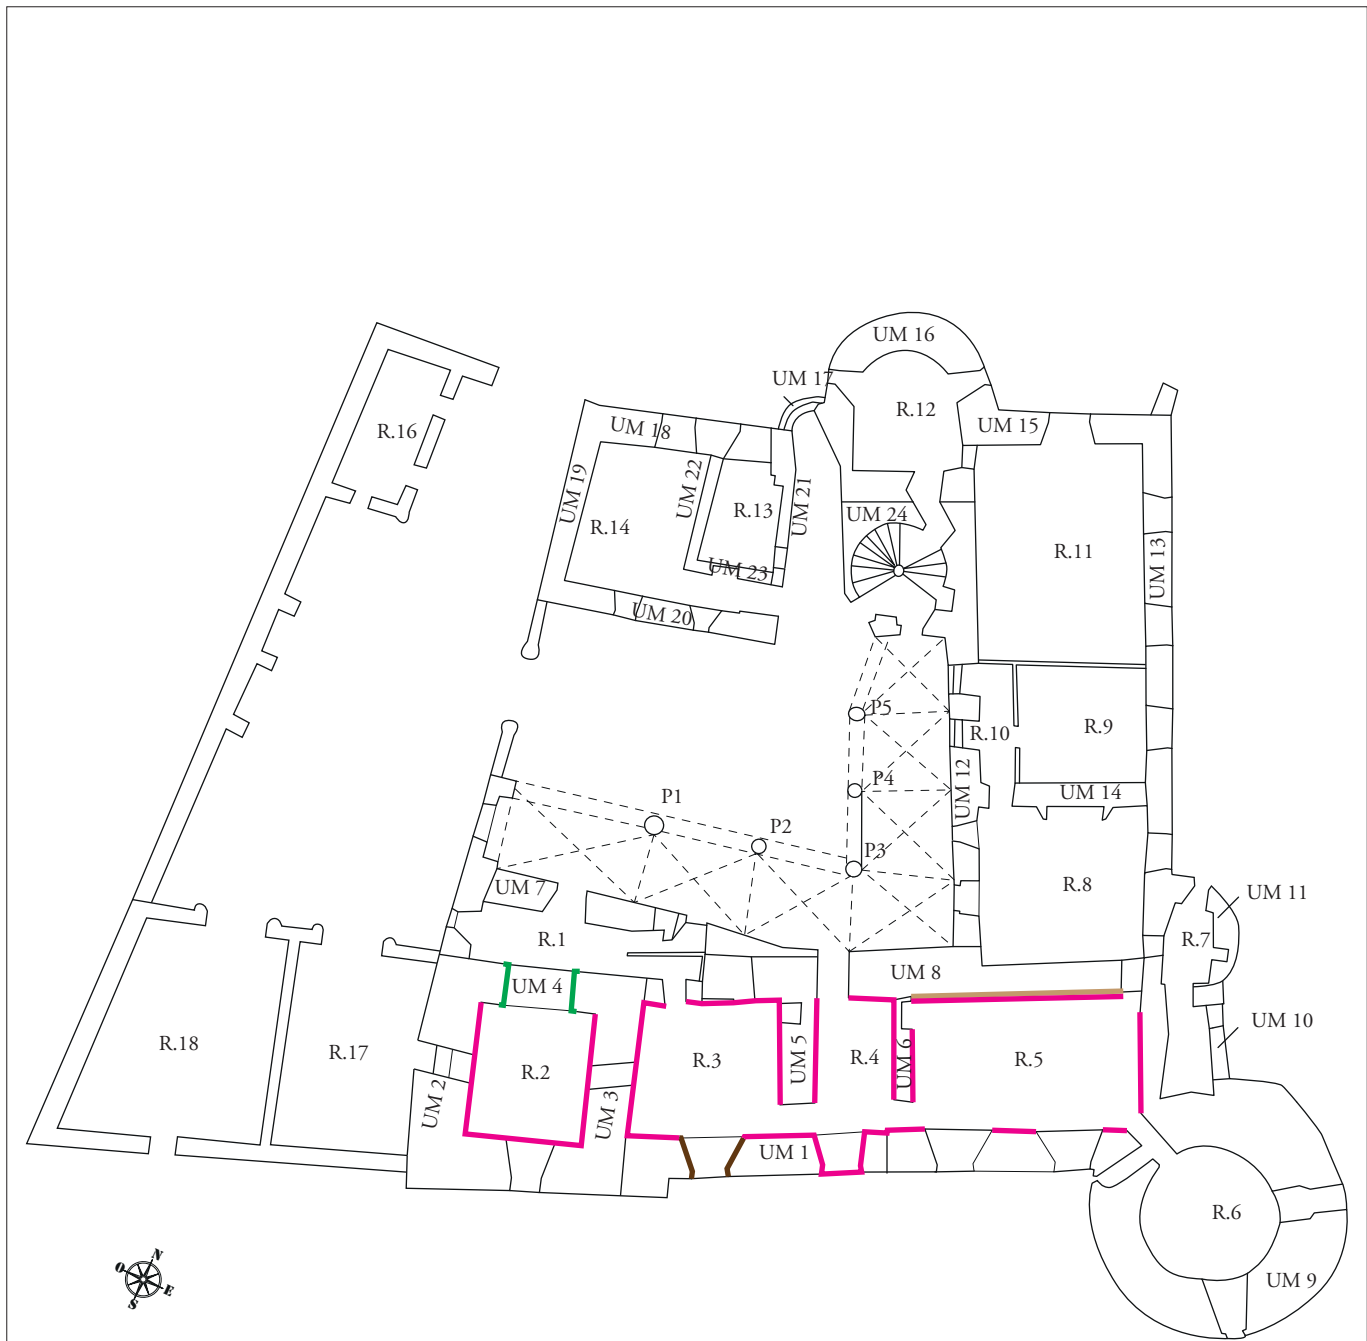 UM 16
UM 17
R.12
UM 15
R.16
UM 18
UM 19
UM 22
UM 21
R.13
R.14
UM 24
R.11
UM 13
UM 23
UM 20
P5
R.10
R.9
P4
UM 12
UM 14
P1
P2
P3
R.8
UM 7
UM 11
R.1
R.7
UM 8
UM 4
UM 10
R.18
R.17
R.2
R.3
UM 5
R.4
UM 6
R.5
UM 2
UM 3
UM 1
R.6
UM 9
N
O
E
S